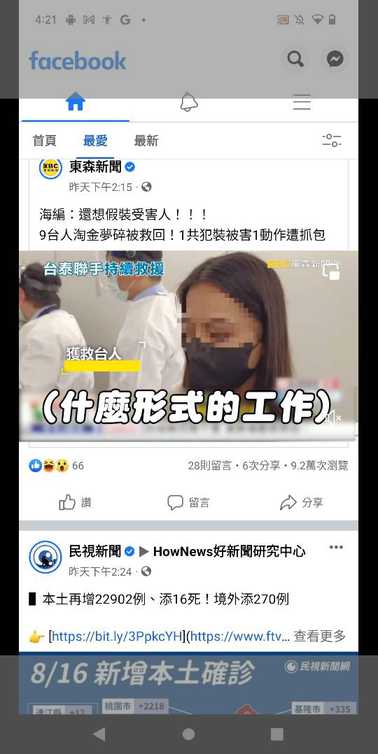 4:21
facebook
首頁 最愛 最新
EBC
東森新聞
昨天下午2:15
海編：還想假裝受害人！！！
9台人淘金夢碎被救回！1共犯裝被害1動作遭抓包
台泰聯手持續救援
獲救台人
(什麼形式的工作)
66
28則留言·6次分享·9.2萬次瀏覽
讚 留言 分享
民視新聞 ▶ HowNews好新聞研究中心
昨天下午2:24
▌本土再增22902例、添16死！境外添270例
👉 [https://bit.ly/3PpkcYH](https://www.ftv… 查看更多
8/16 新增本土確診
民視新聞網
桃園市 +2218
基隆市 +335
連江縣 +12